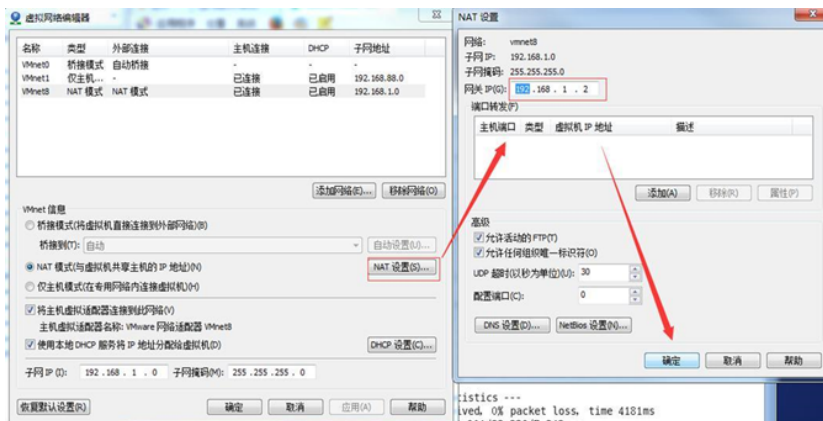 虚拟网络编辑器
名称 类型 外部连接 主机连接 DHCP 子网地址
VMnet0 桥接模式 自动桥接 - - -
VMnet1 仅主机... - 已连接 已启用 192.168.88.0
VMnet8 NAT 模式 NAT 模式 已连接 已启用 192.168.1.0
添加网络(E)... 移除网络(O)
VMnet 信息
桥接模式(将虚拟机直接连接到外部网络)(B)
桥接到(T): 自动 自动设置(U)...
NAT 模式(与虚拟机共享主机的 IP 地址)(N) NAT 设置(S)...
仅主机模式(在专用网络内连接虚拟机)(H)
将主机虚拟适配器连接到此网络(V)
主机虚拟适配器名称: VMware 网络适配器 VMnet8
使用本地 DHCP 服务将 IP 地址分配给虚拟机(D) DHCP 设置(C)...
子网 IP (I): 192 .168 . 1 . 0 子网掩码(M): 255 .255 .255 . 0
恢复默认设置(R) 确定 取消 应用(A) 帮助
NAT 设置
网络: vmnet8
子网 IP: 192.168.1.0
子网掩码: 255.255.255.0
网关 IP(G): 192 .168 . 1 . 2
端口转发(F)
主机端口 类型 虚拟机 IP 地址 描述
添加(A) 移除(R) 属性(P)
高级
允许活动的 FTP(T)
允许任何组织唯一标识符(O)
UDP 超时(以秒为单位)(U): 30
配置端口(C): 0
DNS 设置(D)... NetBios 设置(N)...
确定 取消 帮助
tistics ---
ived, 0% packet loss, time 4181ms